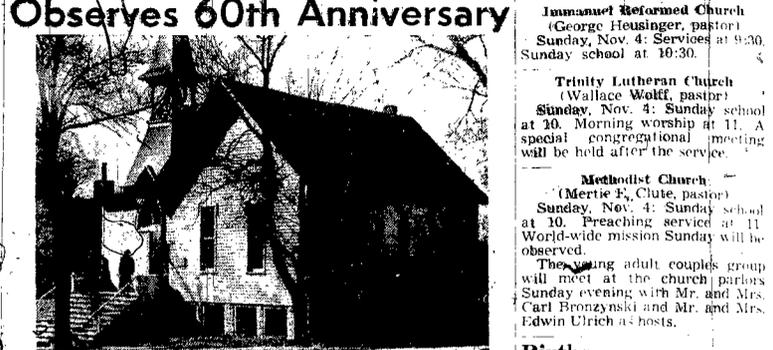 Observes 60th Anniversary
Immanuel Reformed Church
(George Heusinger, pastor)
Sunday, Nov. 4: Services at 9:30.
Sunday school at 10:30.
Trinity Lutheran Church
(Wallace Wolff, pastor)
Sunday, Nov. 4: Sunday school
at 10. Morning worship at 11. A
special congregational meeting
will be held after the service.
Methodist Church
(Mertie E. Clute, pastor)
Sunday, Nov. 4: Sunday school
at 10. Preaching service at 11
World-wide mission Sunday will be
observed.
The young adult couples group
will meet at the church parlors
Sunday evening with Mr. and Mrs.
Carl Bronzynski and Mr. and Mrs.
Edwin Ulrich as hosts.